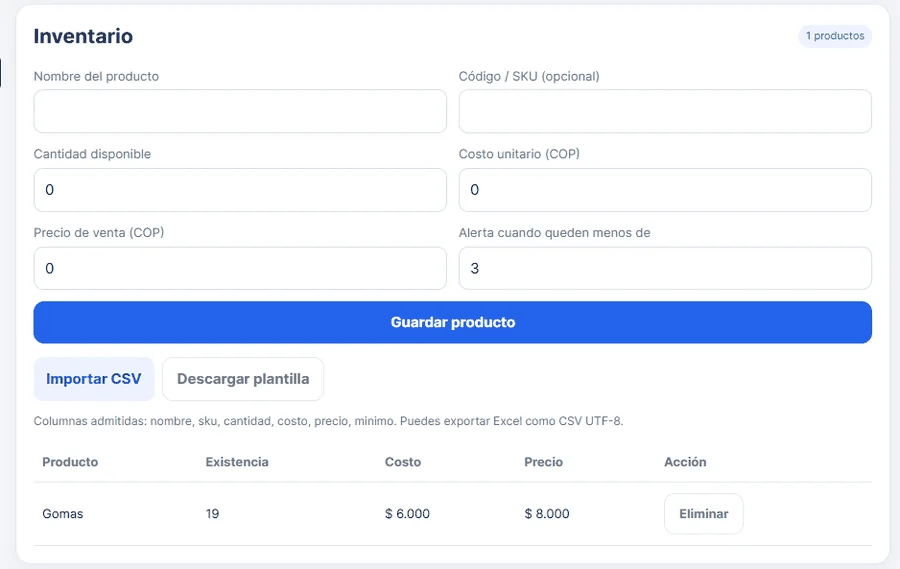 Inventario
1 productos
Nombre del producto
Código / SKU (opcional)
Cantidad disponible
Costo unitario (COP)
0
0
Precio de venta (COP)
Alerta cuando queden menos de
0
3
Guardar producto
Importar CSV
Descargar plantilla
Columnas admitidas: nombre, sku, cantidad, costo, precio, minimo. Puedes exportar Excel como CSV UTF-8.
Producto Existencia Costo Precio Acción
Gomas 19 $ 6.000 $ 8.000 Eliminar